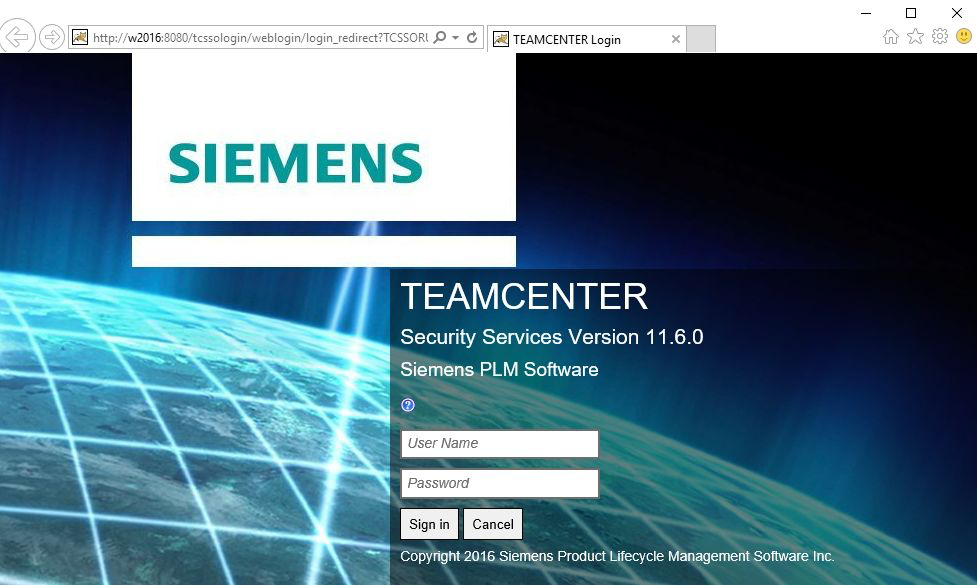 http://w2016:8080/tcssologin/weblogin/login_redirect?TCSSORU
TEAMCENTER Login
SIEMENS
TEAMCENTER
Security Services Version 11.6.0
Siemens PLM Software
?
User Name
Password
Sign in Cancel
Copyright 2016 Siemens Product Lifecycle Management Software Inc.